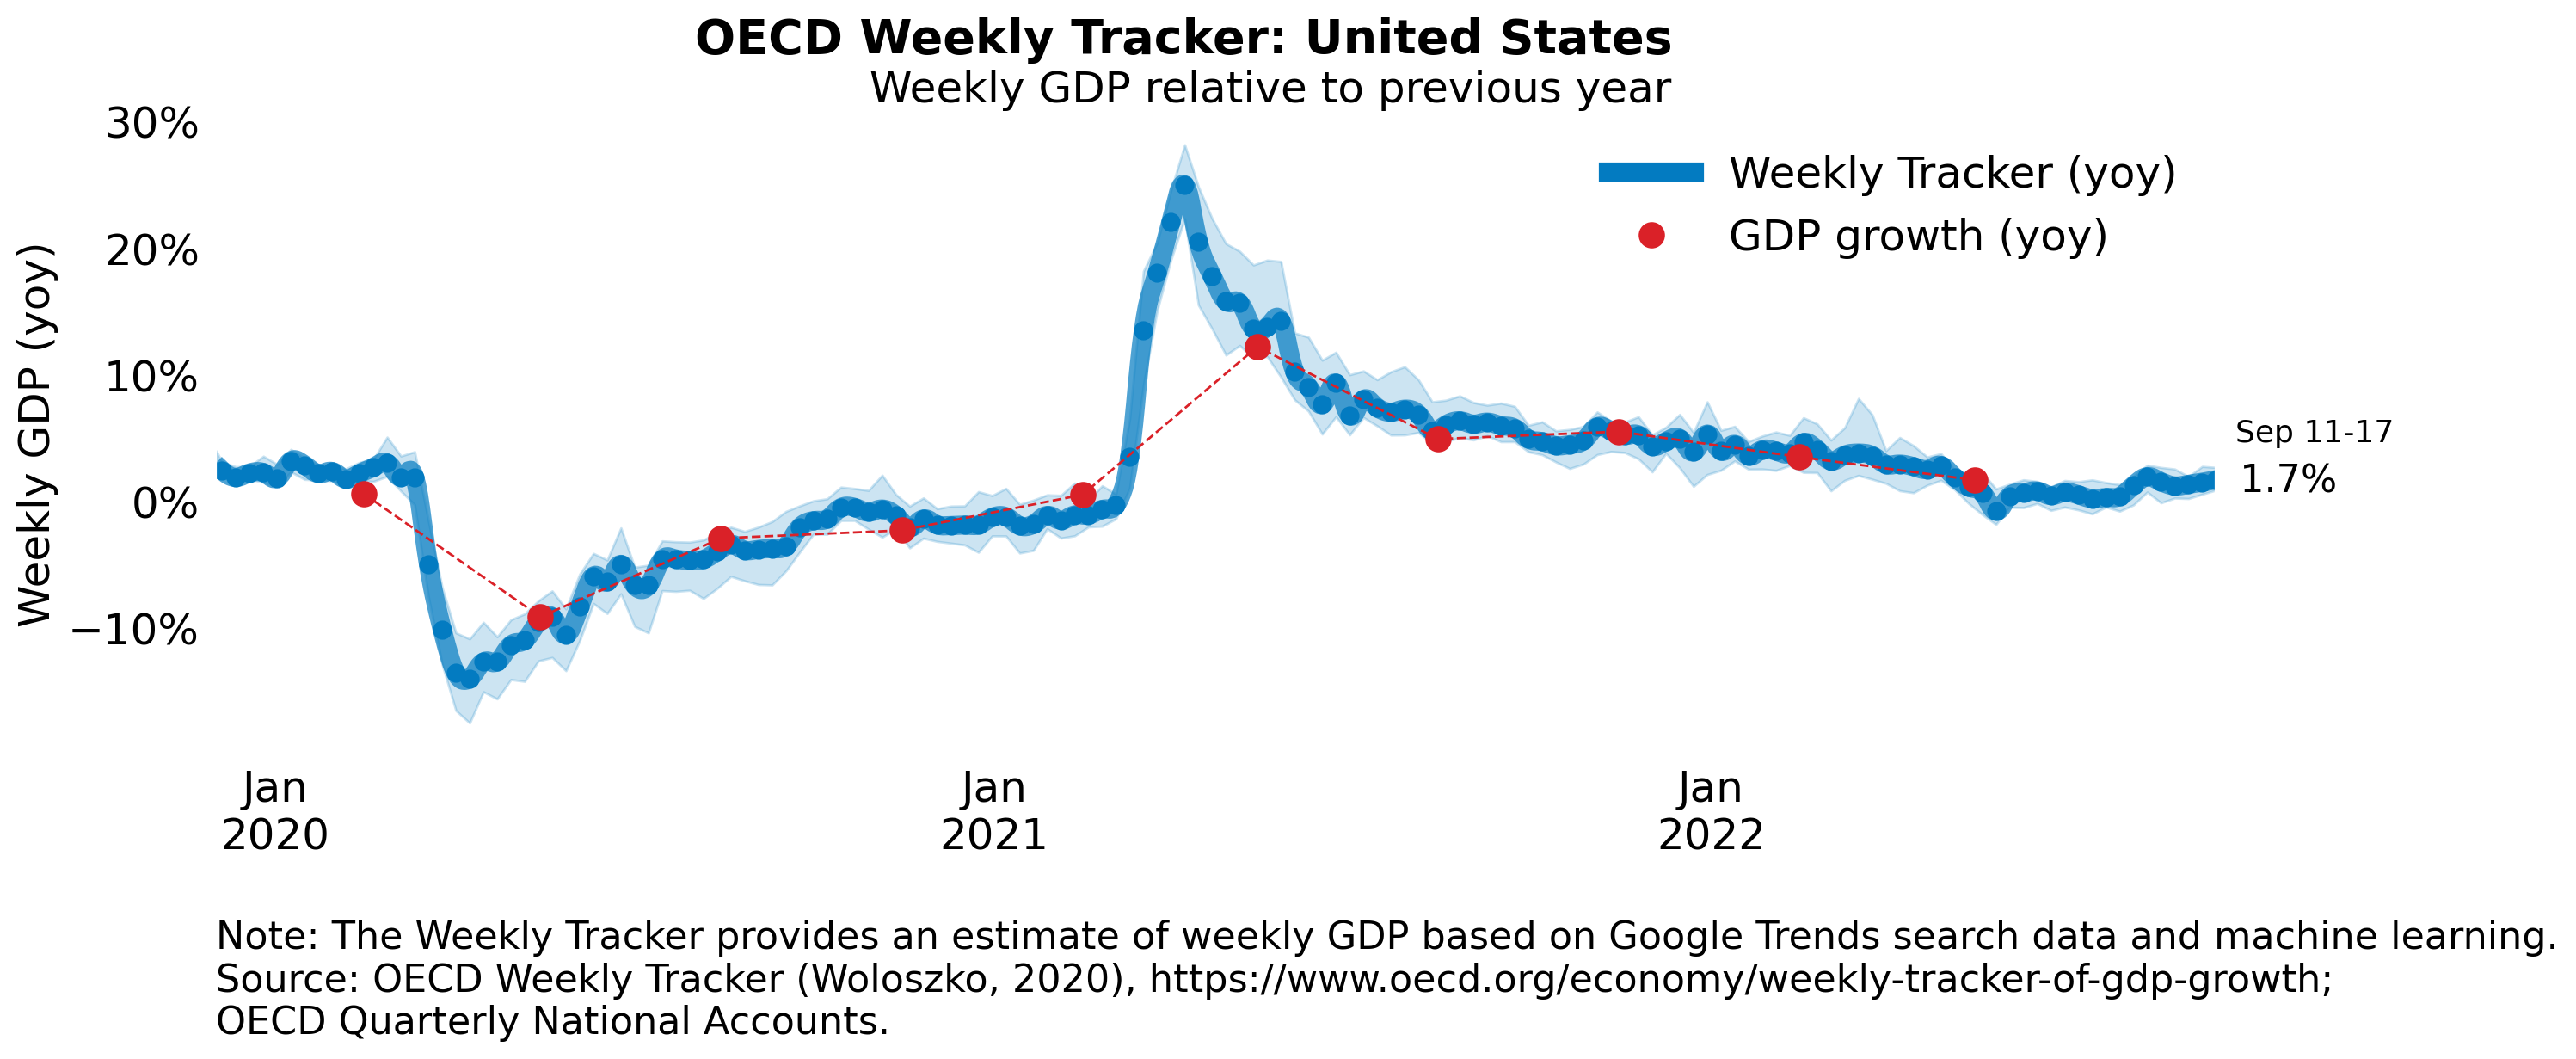 OECD Weekly Tracker: United States
Weekly GDP relative to previous year
Weekly GDP (yoy)
30%
20%
10%
0%
−10%
Weekly Tracker (yoy)
GDP growth (yoy)
Sep 11-17
1.7%
Jan
2020
Jan
2021
Jan
2022
Note: The Weekly Tracker provides an estimate of weekly GDP based on Google Trends search data and machine learning.
Source: OECD Weekly Tracker (Woloszko, 2020), https://www.oecd.org/economy/weekly-tracker-of-gdp-growth;
OECD Quarterly National Accounts.